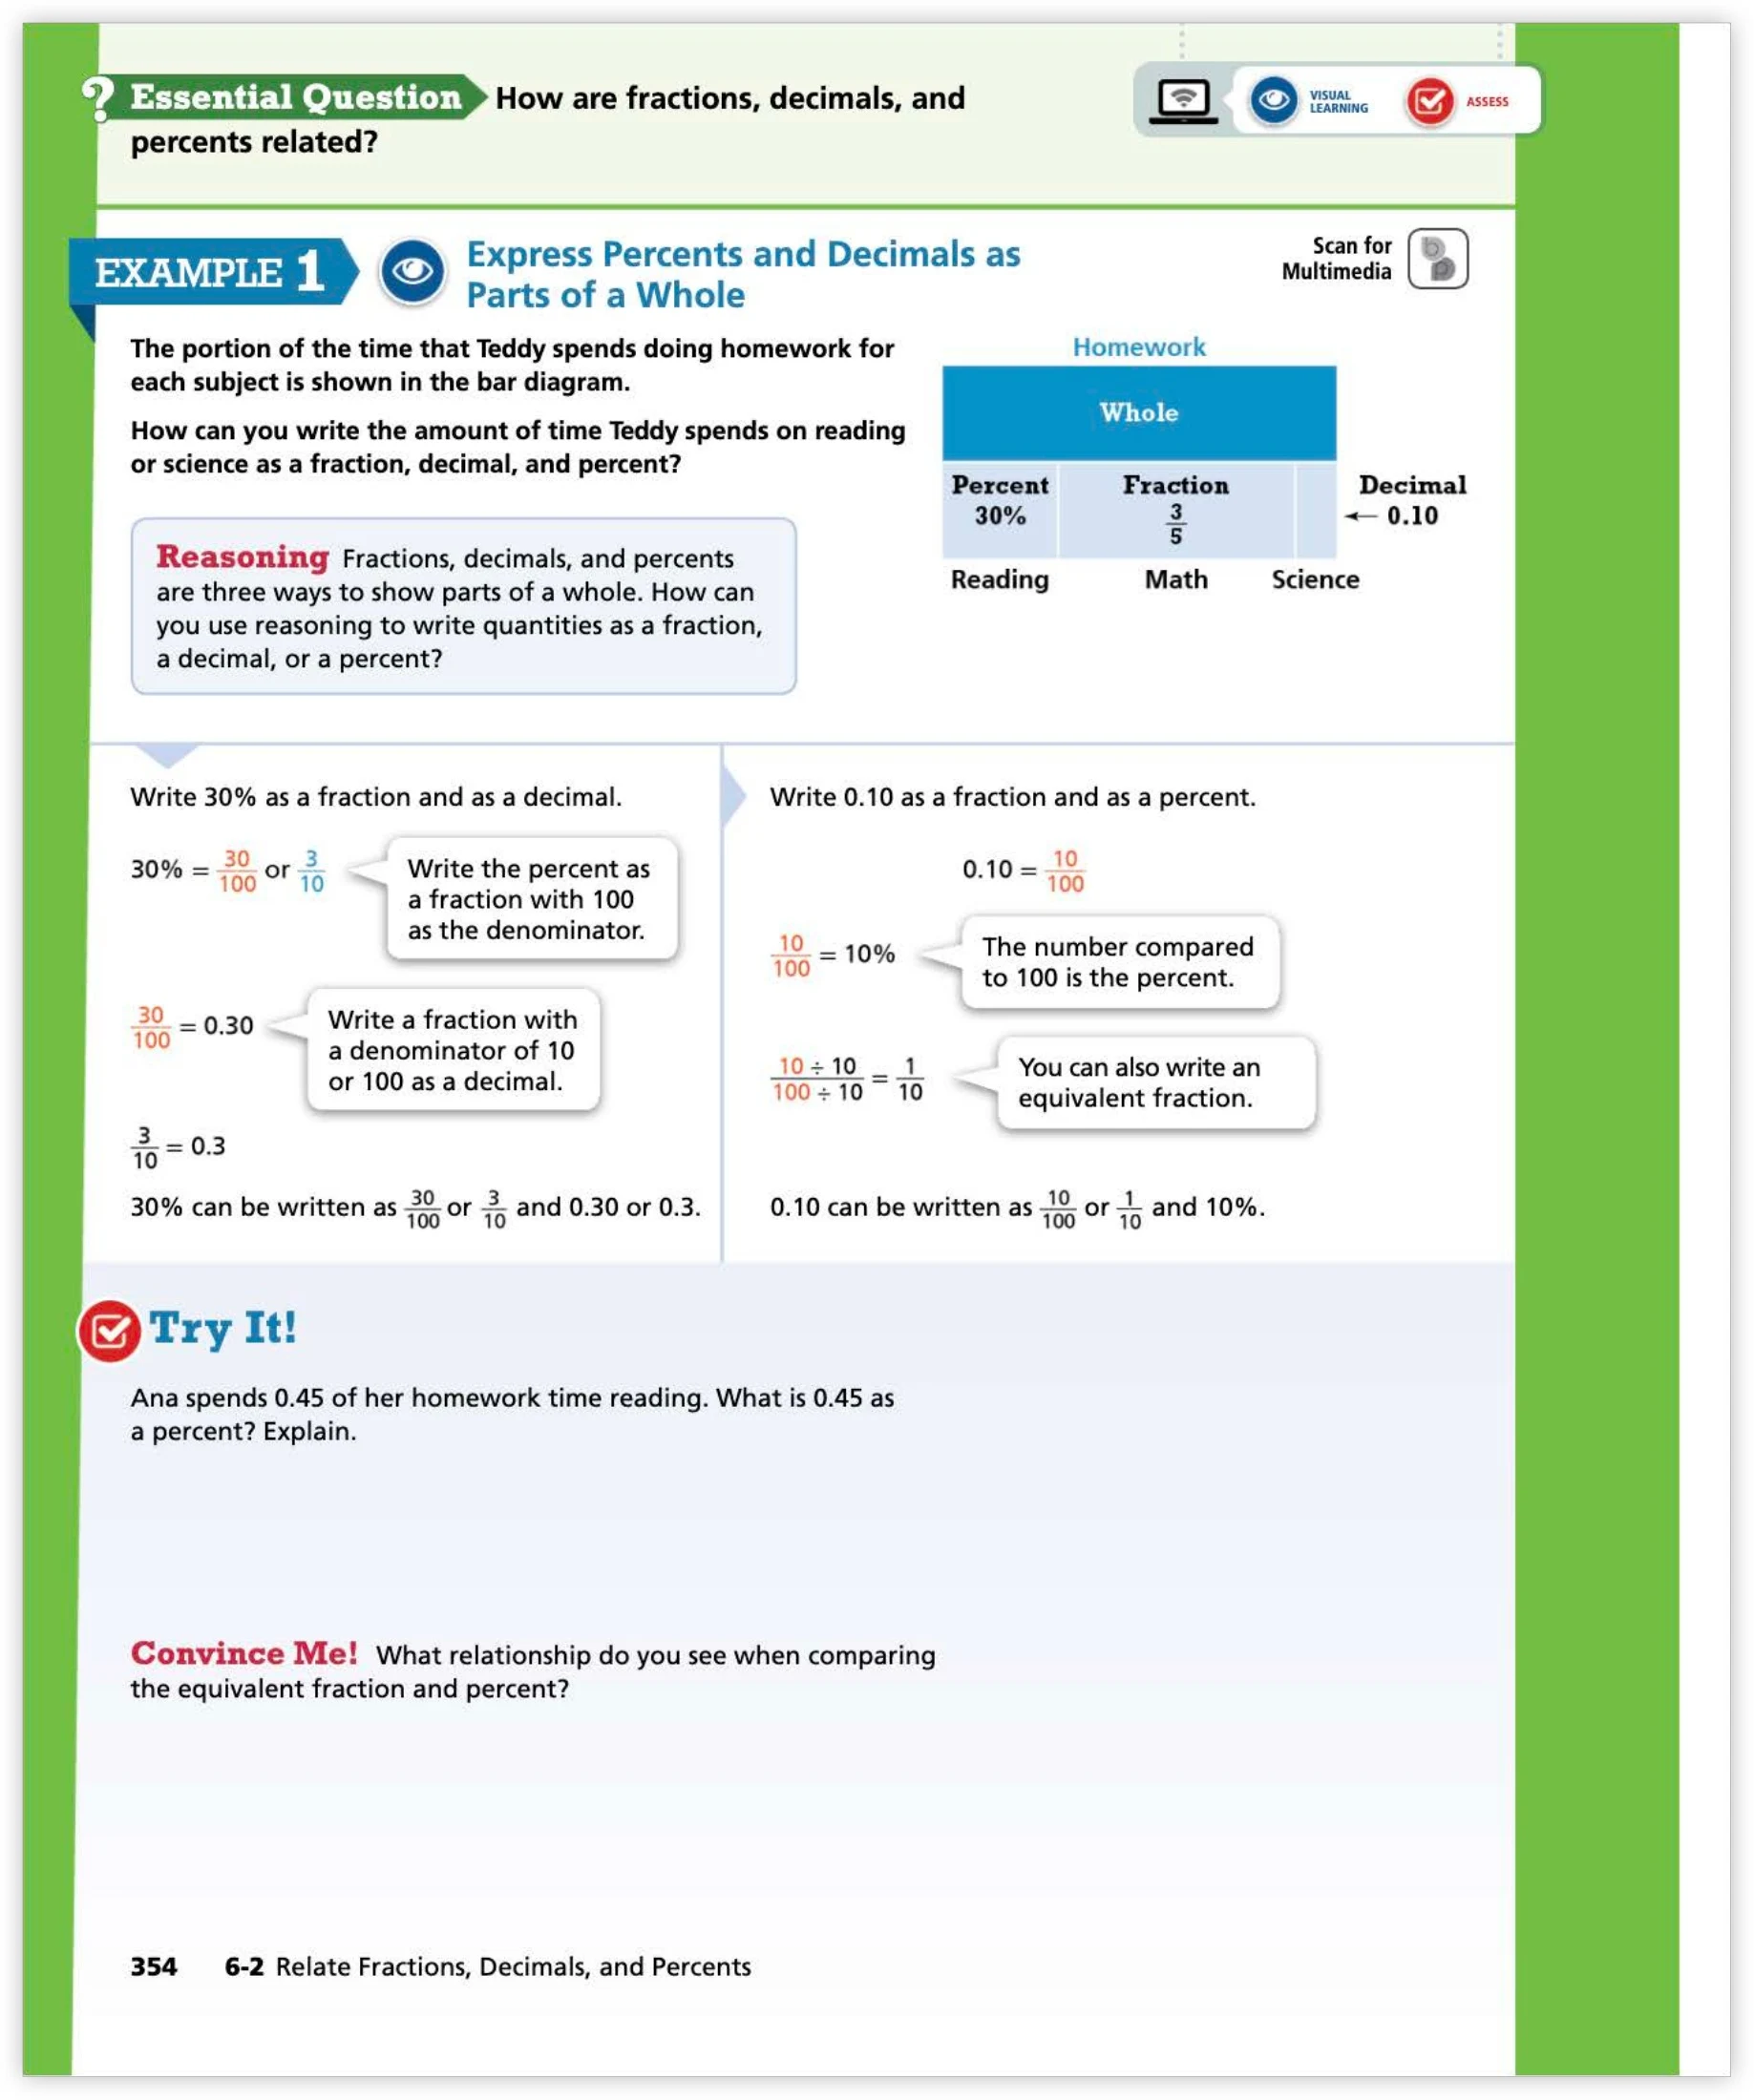 ? Essential Question How are fractions, decimals, and
percents related?
VISUAL
LEARNING
ASSESS
EXAMPLE 1
Express Percents and Decimals as
Parts of a Whole
Scan for
Multimedia
The portion of the time that Teddy spends doing homework for
each subject is shown in the bar diagram.
How can you write the amount of time Teddy spends on reading
or science as a fraction, decimal, and percent?
Reasoning Fractions, decimals, and percents
are three ways to show parts of a whole. How can
you use reasoning to write quantities as a fraction,
a decimal, or a percent?
Homework
Whole
Percent Fraction Decimal
30% 3/5 ← 0.10
Reading Math Science
Write 30% as a fraction and as a decimal.
30% = 30/100 or 3/10
Write the percent as
a fraction with 100
as the denominator.
30/100 = 0.30
Write a fraction with
a denominator of 10
or 100 as a decimal.
3/10 = 0.3
30% can be written as 30/100 or 3/10 and 0.30 or 0.3.
Write 0.10 as a fraction and as a percent.
0.10 = 10/100
10/100 = 10%
The number compared
to 100 is the percent.
10 ÷ 10/100 ÷ 10 = 1/10
You can also write an
equivalent fraction.
0.10 can be written as 10/100 or 1/10 and 10%.
Try It!
Ana spends 0.45 of her homework time reading. What is 0.45 as
a percent? Explain.
Convince Me! What relationship do you see when comparing
the equivalent fraction and percent?
354 6-2 Relate Fractions, Decimals, and Percents